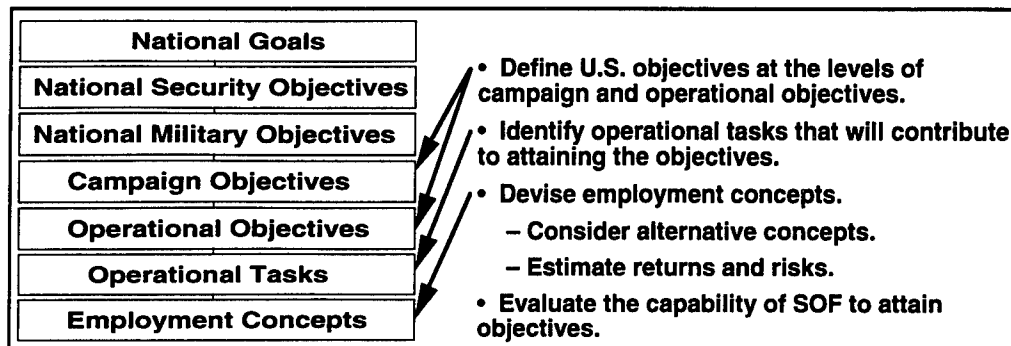 National Goals
National Security Objectives
National Military Objectives
Campaign Objectives
Operational Objectives
Operational Tasks
Employment Concepts
• Define U.S. objectives at the levels of
campaign and operational objectives.
• Identify operational tasks that will contribute
to attaining the objectives.
• Devise employment concepts.
– Consider alternative concepts.
– Estimate returns and risks.
• Evaluate the capability of SOF to attain
objectives.